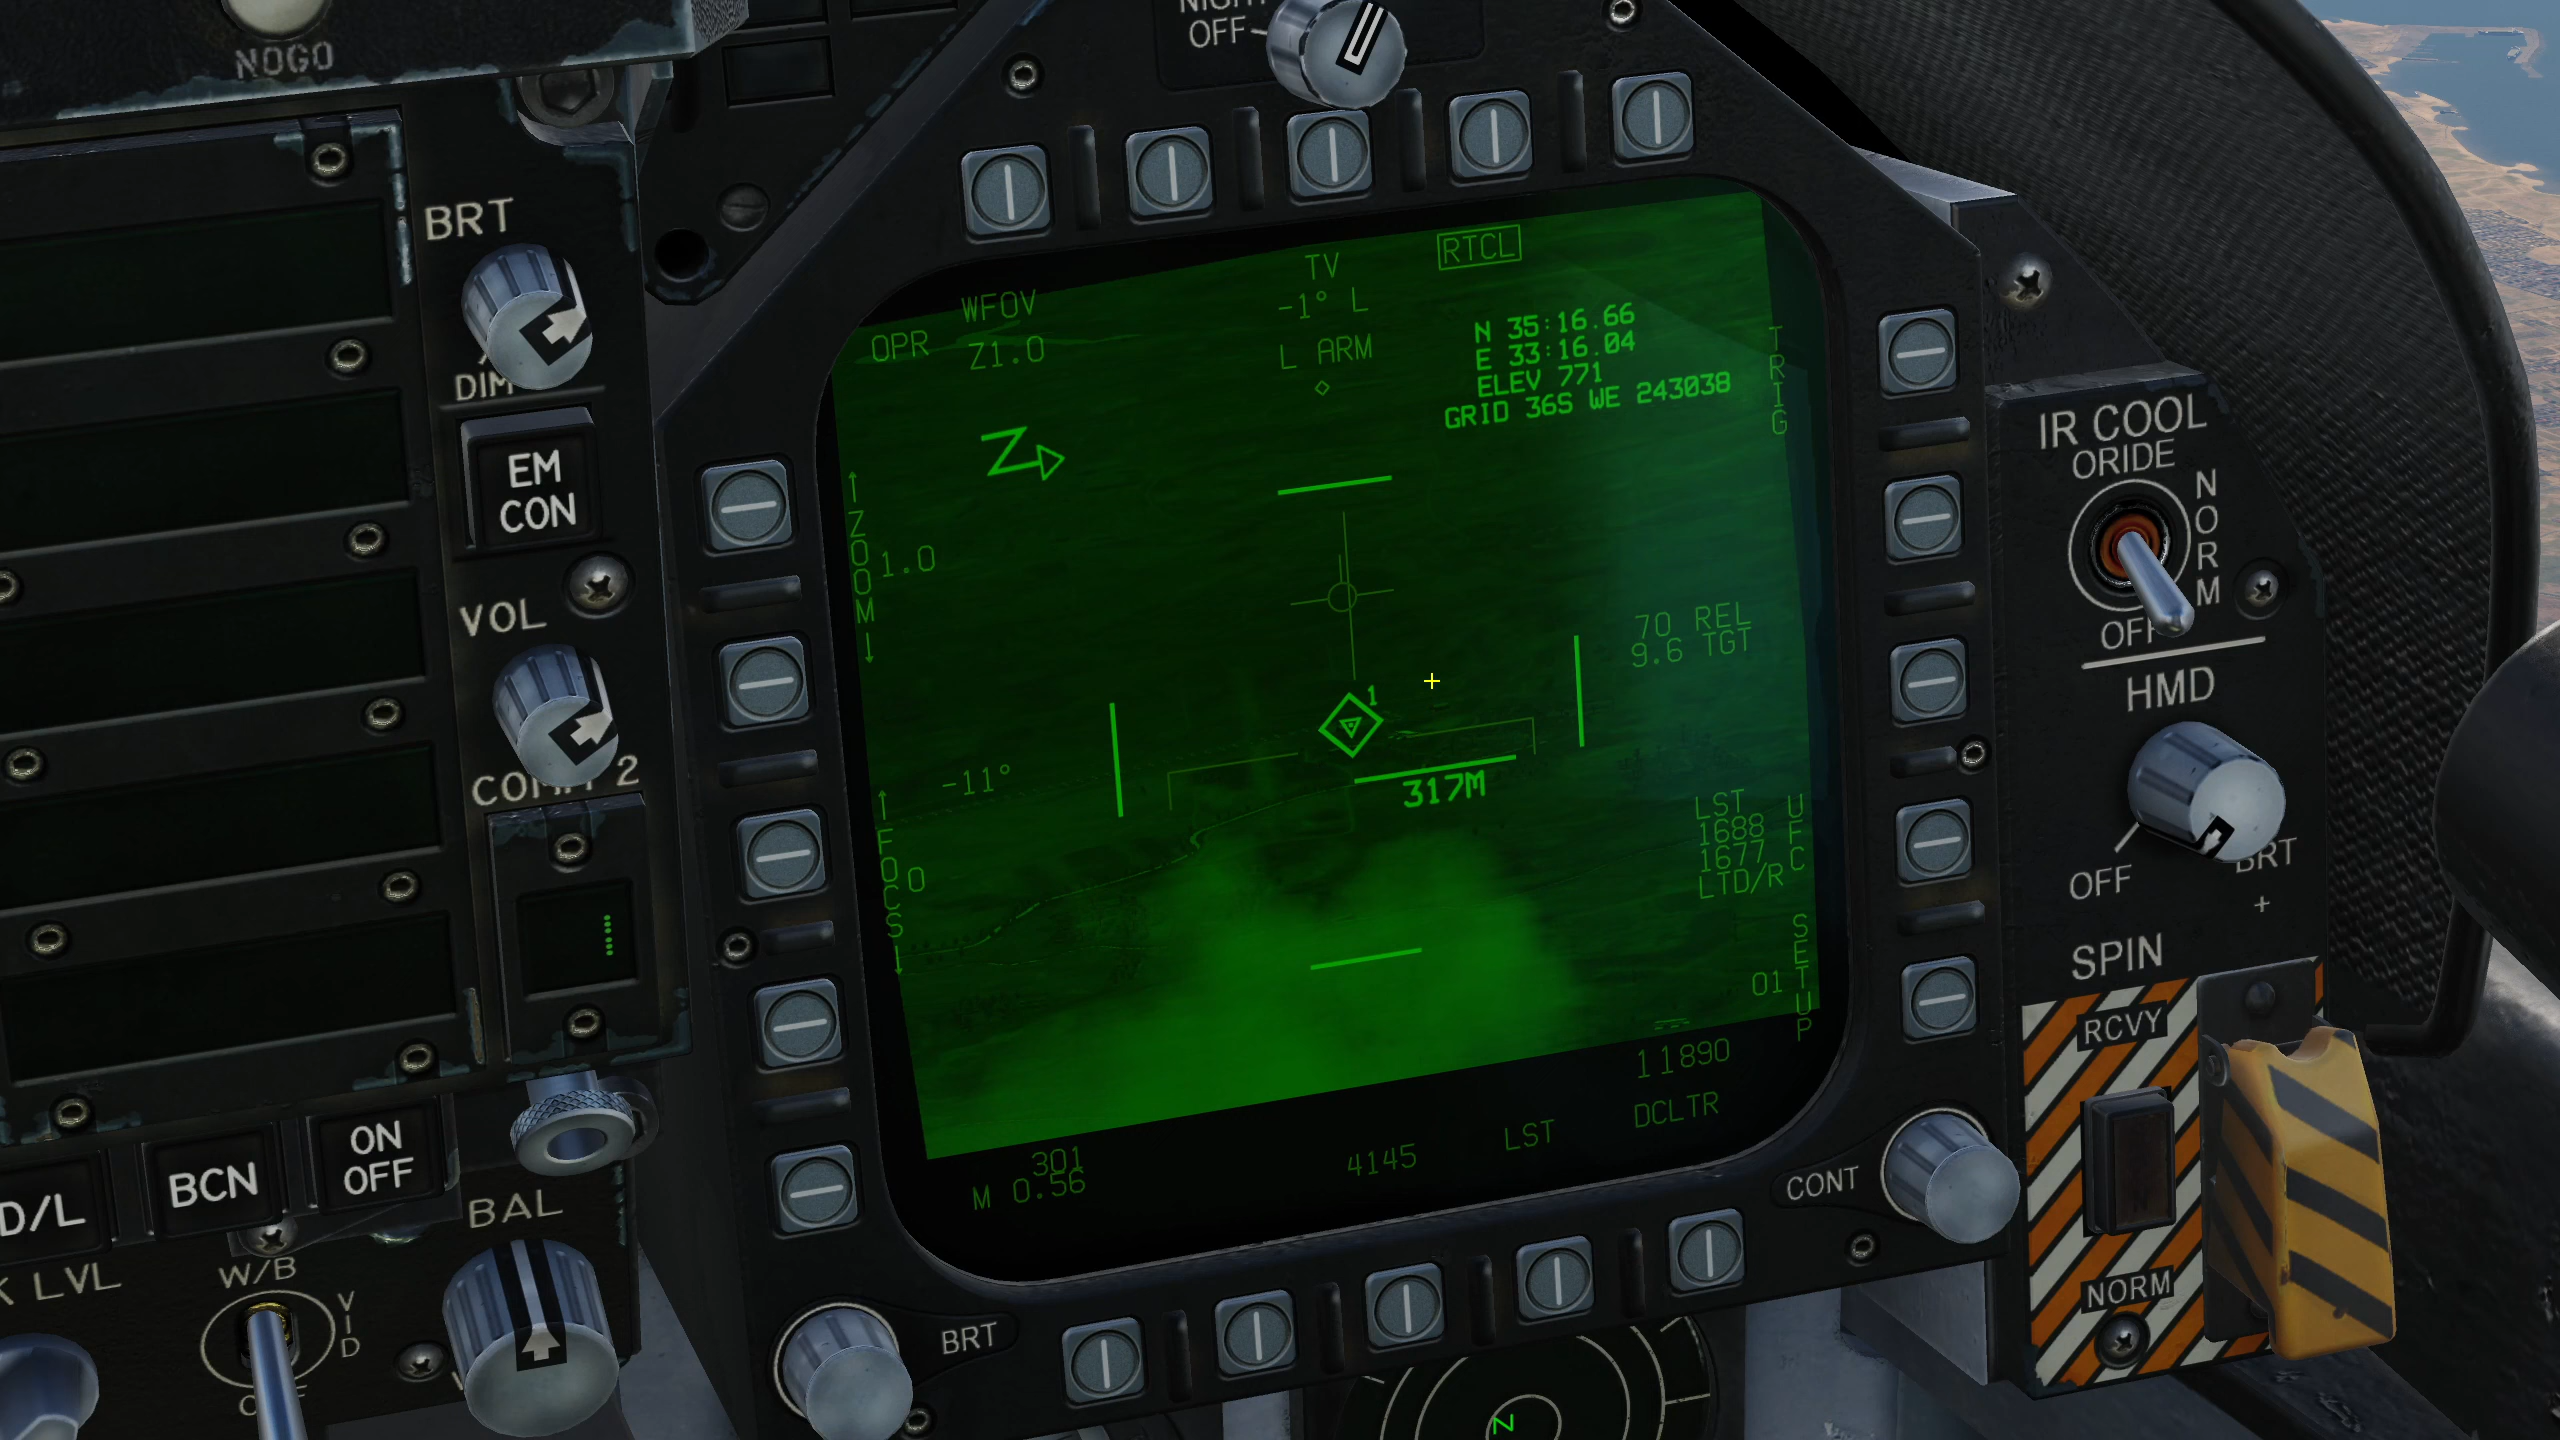 NOGO
BRT
DIM
EM
CON
VOL
COMM 2
D/L
BCN
ON
OFF
BAL
LVL
W/B
VID
OFF
TV
RTCL
WFOV
-1° L
OPR
Z1.0
L ARM
N 35:16.66
E 33:16.04
ELEV 771
GRID 36S WE 243038
TRIG
N
ZOOM
1.0
70 REL
9.6 TGT
1
317M
-11°
FOCS
0
LST
1688
1677
LTD/R
UFC
SETUP
01
11890
301
M 0.56
4145
LST
DCLTR
BRT
CONT
N
IR COOL
ORIDE
NORM
OFF
HMD
OFF
BRT
SPIN
RCVY
NORM